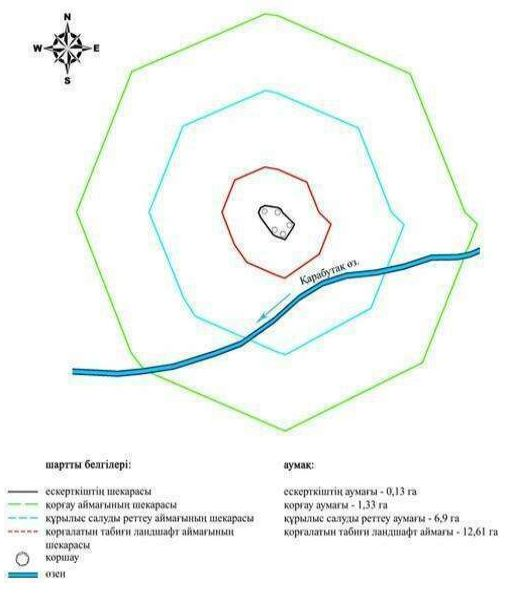 N
W E
S
Қарабутак өз.
шартты белгілері:
ескерткіштің шекарасы
қорғау аймағының шекарасы
құрылыс салуды реттеу аймағының шекарасы
қорғалатын табиғи ландшафт аймағының
шекарасы
қоршау
өзен
аумақ:
ескерткіштің аумағы - 0,13 га
қорғау аумағы - 1,33 га
құрылыс салуды реттеу аумағы - 6,9 га
қорғалатын табиғи ландшафт аймағы - 12,61 га